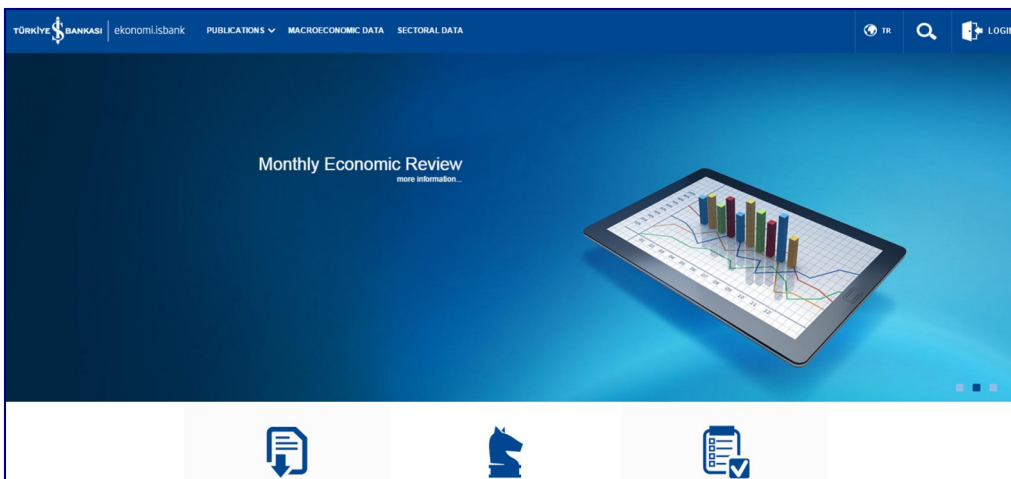 TÜRKİYE İŞ BANKASI ekonomi.isbank PUBLICATIONS MACROECONOMIC DATA SECTORAL DATA TR LOGIN
Monthly Economic Review
more information...